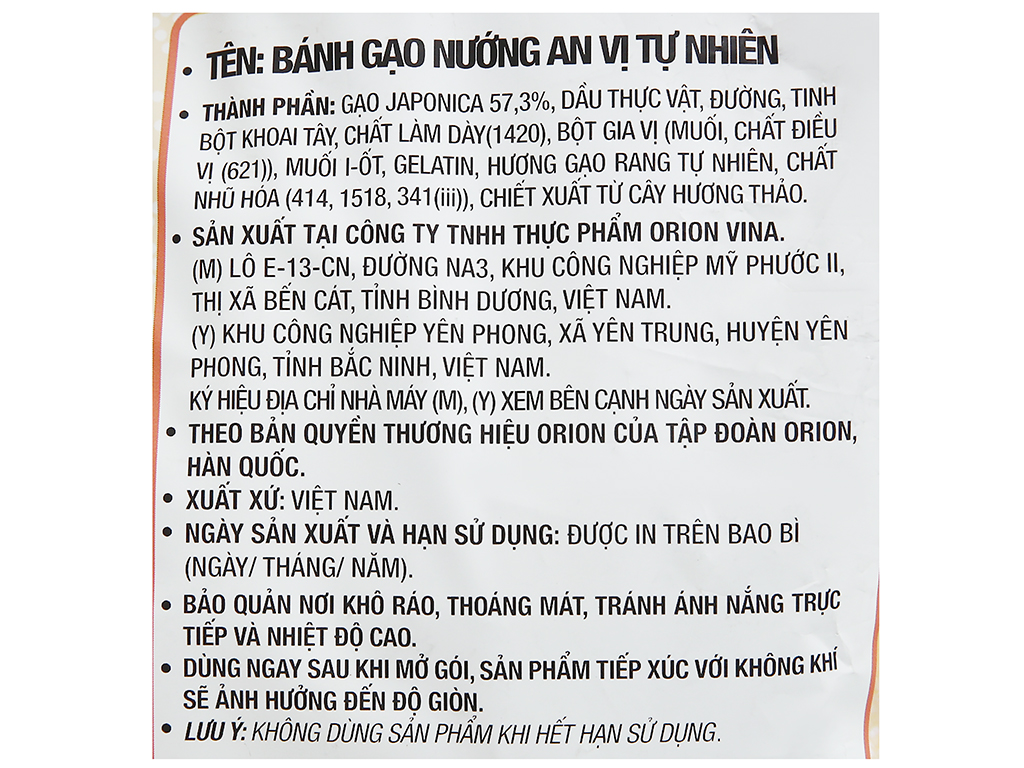 • TÊN: BÁNH GẠO NƯỚNG AN VỊ TỰ NHIÊN
• THÀNH PHẦN: GẠO JAPONICA 57,3%, DẦU THỰC VẬT, ĐƯỜNG, TINH
BỘT KHOAI TÂY, CHẤT LÀM DÀY(1420), BỘT GIA VỊ (MUỐI, CHẤT ĐIỀU
VỊ (621)), MUỐI I-ỐT, GELATIN, HƯƠNG GẠO RANG TỰ NHIÊN, CHẤT
NHŨ HÓA (414, 1518, 341(iii)), CHIẾT XUẤT TỪ CÂY HƯƠNG THẢO.
• SẢN XUẤT TẠI CÔNG TY TNHH THỰC PHẨM ORION VINA.
(M) LÔ E-13-CN, ĐƯỜNG NA3, KHU CÔNG NGHIỆP MỸ PHƯỚC II,
THỊ XÃ BẾN CÁT, TỈNH BÌNH DƯƠNG, VIỆT NAM.
(Y) KHU CÔNG NGHIỆP YÊN PHONG, XÃ YÊN TRUNG, HUYỆN YÊN
PHONG, TỈNH BẮC NINH, VIỆT NAM.
KÝ HIỆU ĐỊA CHỈ NHÀ MÁY (M), (Y) XEM BÊN CẠNH NGÀY SẢN XUẤT.
• THEO BẢN QUYỀN THƯƠNG HIỆU ORION CỦA TẬP ĐOÀN ORION,
HÀN QUỐC.
• XUẤT XỨ: VIỆT NAM.
• NGÀY SẢN XUẤT VÀ HẠN SỬ DỤNG: ĐƯỢC IN TRÊN BAO BÌ
(NGÀY/ THÁNG/ NĂM).
• BẢO QUẢN NƠI KHÔ RÁO, THOÁNG MÁT, TRÁNH ÁNH NẮNG TRỰC
TIẾP VÀ NHIỆT ĐỘ CAO.
• DÙNG NGAY SAU KHI MỞ GÓI, SẢN PHẨM TIẾP XÚC VỚI KHÔNG KHÍ
SẼ ẢNH HƯỞNG ĐẾN ĐỘ GIÒN.
• LƯU Ý: KHÔNG DÙNG SẢN PHẨM KHI HẾT HẠN SỬ DỤNG.